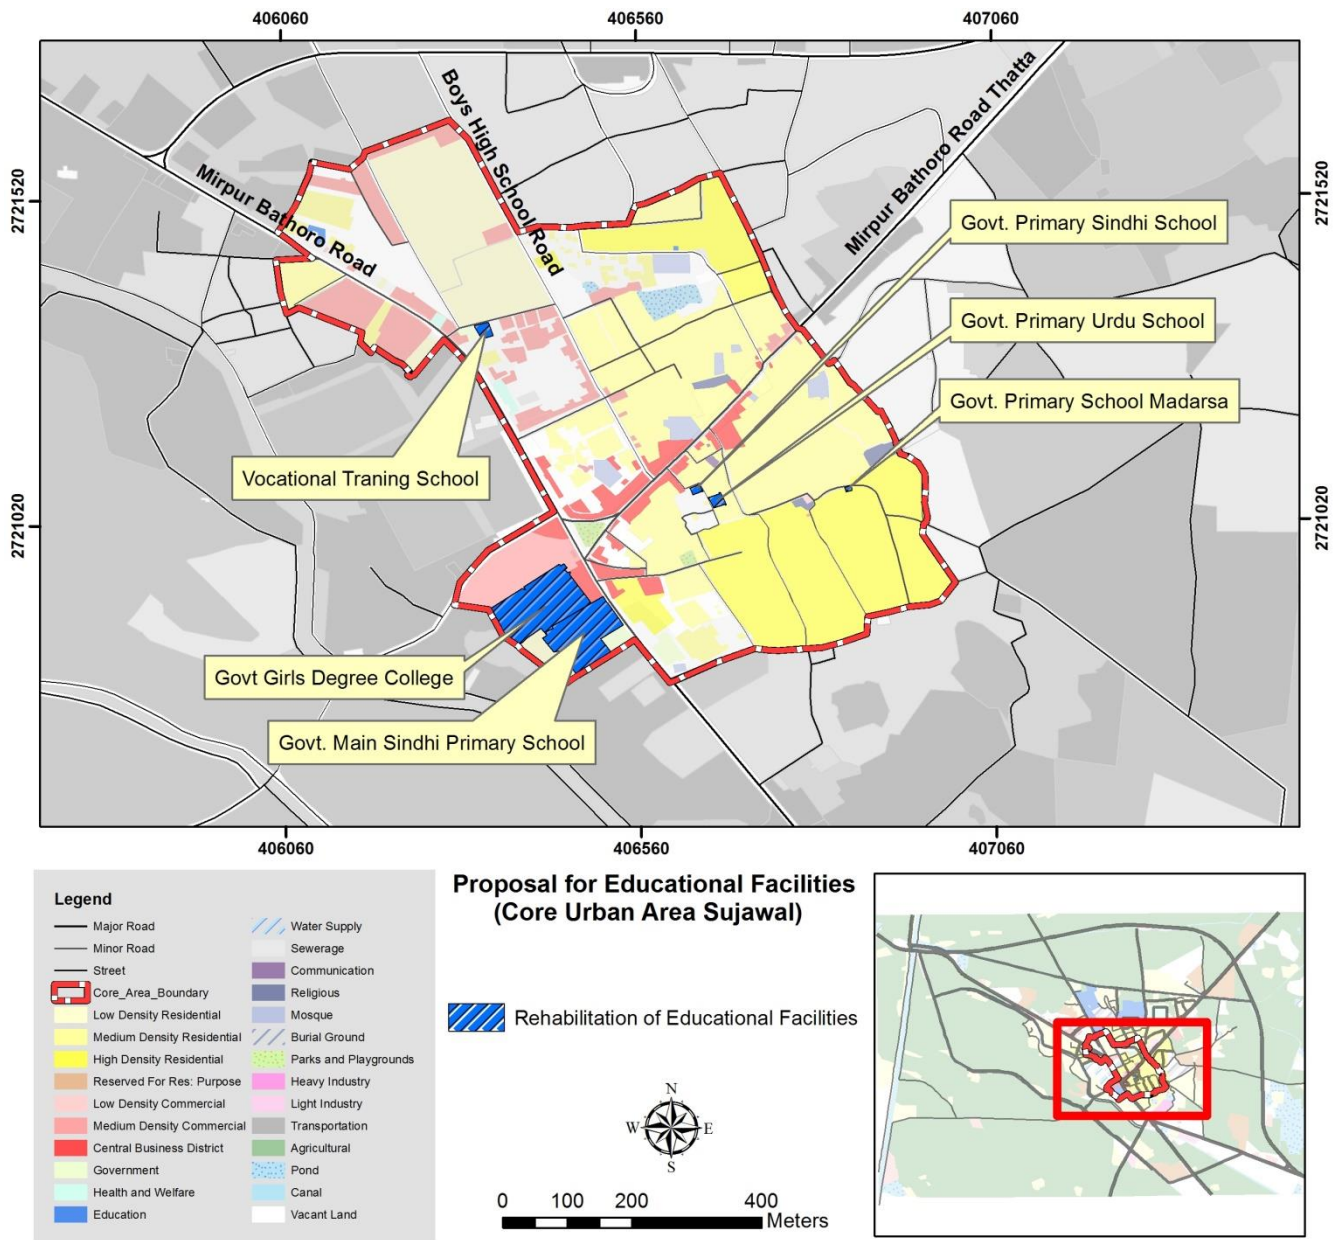 406060
406560
407060
2721520
2721520
2721020
2721020
Boys High School Road
Mirpur Bathoro Road Thatta
Mirpur Bathoro Road
Govt. Primary Sindhi School
Govt. Primary Urdu School
Govt. Primary School Madarsa
Vocational Traning School
Govt Girls Degree College
Govt. Main Sindhi Primary School
406060
406560
407060
Legend
Major Road
Minor Road
Street
Core_Area_Boundary
Low Density Residential
Medium Density Residential
High Density Residential
Reserved For Res: Purpose
Low Density Commercial
Medium Density Commercial
Central Business District
Government
Health and Welfare
Education
Water Supply
Sewerage
Communication
Religious
Mosque
Burial Ground
Parks and Playgrounds
Heavy Industry
Light Industry
Transportation
Agricultural
Pond
Canal
Vacant Land
Proposal for Educational Facilities
(Core Urban Area Sujawal)
Rehabilitation of Educational Facilities
N
W E
S
0 100 200 400
Meters